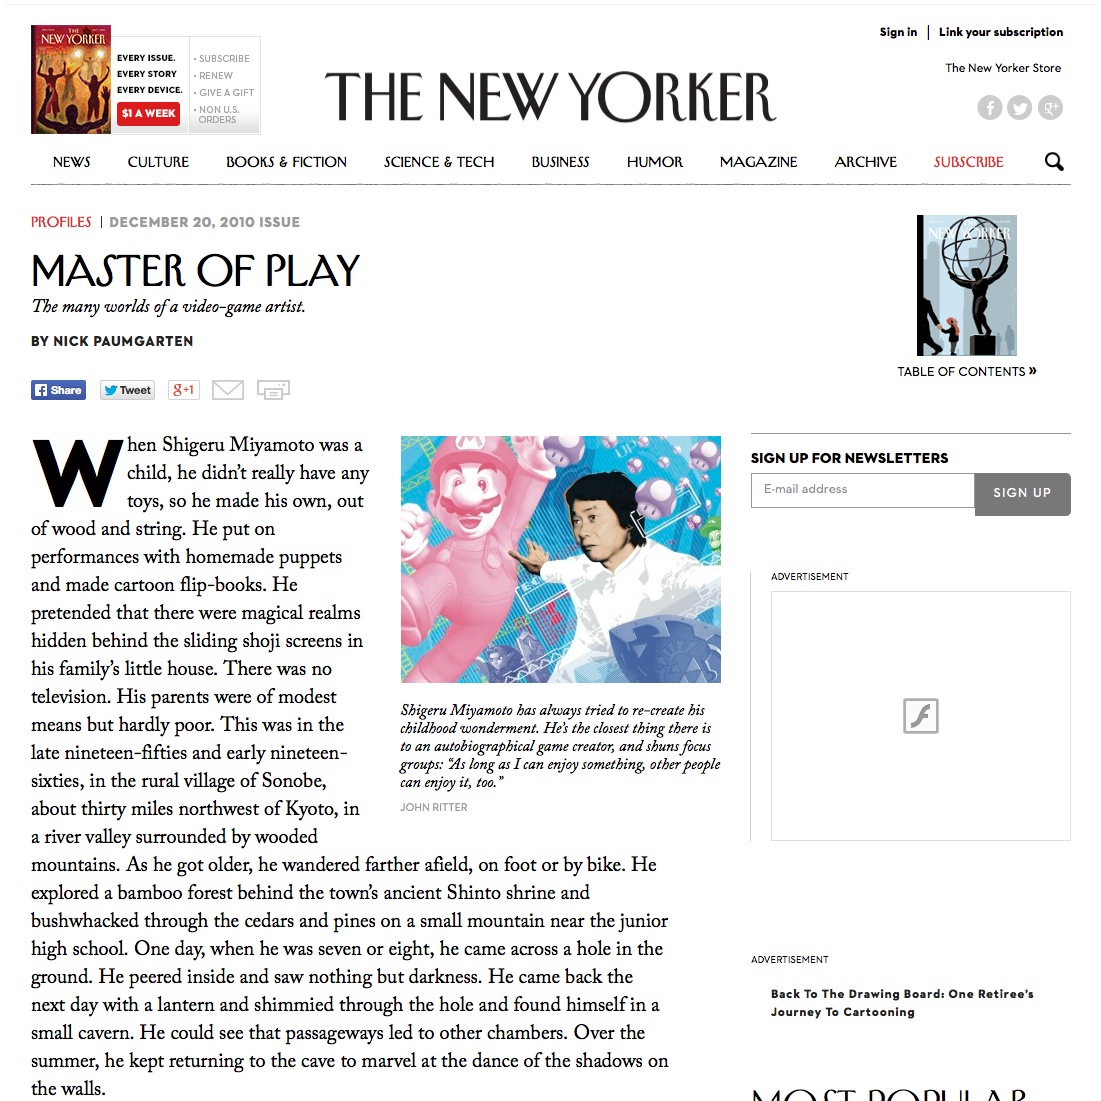 THE NEW YORKER
EVERY ISSUE.
EVERY STORY
EVERY DEVICE.
$1 A WEEK
• SUBSCRIBE
• RENEW
• GIVE A GIFT
• NON U.S.
ORDERS
THE NEW YORKER
Sign in | Link your subscription
The New Yorker Store
NEWS CULTURE BOOKS & FICTION SCIENCE & TECH BUSINESS HUMOR MAGAZINE ARCHIVE SUBSCRIBE
PROFILES | DECEMBER 20, 2010 ISSUE
MASTER OF PLAY
The many worlds of a video-game artist.
BY NICK PAUMGARTEN
Share Tweet g+1
NEW YORKER
TABLE OF CONTENTS »
When Shigeru Miyamoto was a
child, he didn't really have any
toys, so he made his own, out
of wood and string. He put on
performances with homemade puppets
and made cartoon flip-books. He
pretended that there were magical realms
hidden behind the sliding shoji screens in
his family's little house. There was no
television. His parents were of modest
means but hardly poor. This was in the
late nineteen-fifties and early nineteen-
sixties, in the rural village of Sonobe,
about thirty miles northwest of Kyoto, in
a river valley surrounded by wooded
mountains. As he got older, he wandered farther afield, on foot or by bike. He
explored a bamboo forest behind the town's ancient Shinto shrine and
bushwhacked through the cedars and pines on a small mountain near the junior
high school. One day, when he was seven or eight, he came across a hole in the
ground. He peered inside and saw nothing but darkness. He came back the
next day with a lantern and shimmied through the hole and found himself in a
small cavern. He could see that passageways led to other chambers. Over the
summer, he kept returning to the cave to marvel at the dance of the shadows on
the walls.
Shigeru Miyamoto has always tried to re-create his
childhood wonderment. He's the closest thing there is
to an autobiographical game creator, and shuns focus
groups: “As long as I can enjoy something, other people
can enjoy it, too.”
JOHN RITTER
SIGN UP FOR NEWSLETTERS
E-mail address
SIGN UP
ADVERTISEMENT
ADVERTISEMENT
Back To The Drawing Board: One Retiree's
Journey To Cartooning
MOST POPULAR